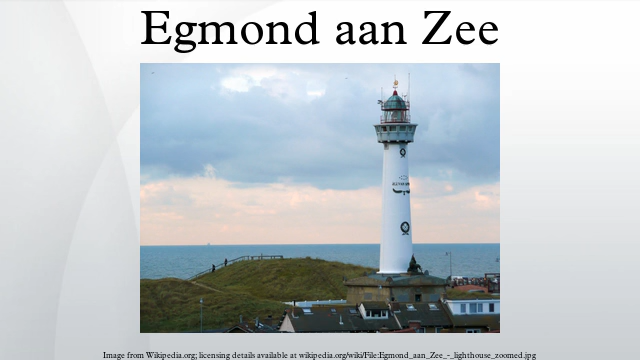 Egmond aan Zee
Image from Wikipedia.org; licensing details available at wikipedia.org/wiki/File:Egmond_aan_Zee_-_lighthouse_zoomed.jpg